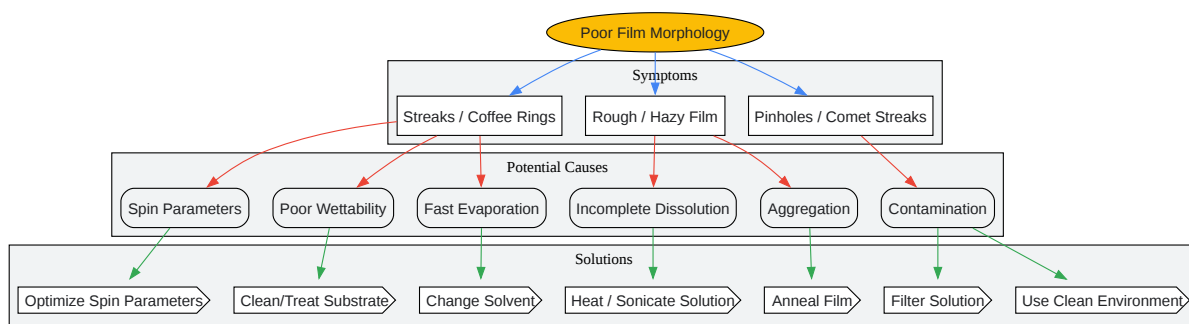 Poor Film Morphology
Symptoms
Streaks / Coffee Rings
Rough / Hazy Film
Pinholes / Comet Streaks
Potential Causes
Spin Parameters
Poor Wettability
Fast Evaporation
Incomplete Dissolution
Aggregation
Contamination
Solutions
Optimize Spin Parameters
Clean/Treat Substrate
Change Solvent
Heat / Sonicate Solution
Anneal Film
Filter Solution
Use Clean Environment